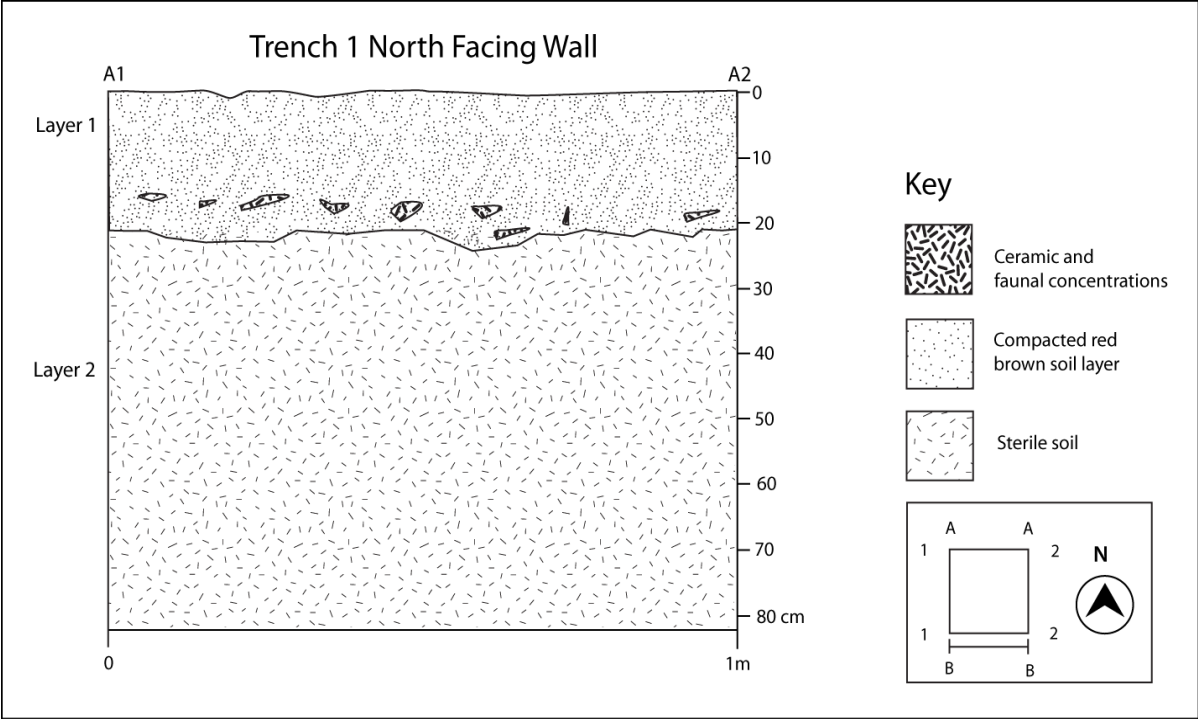 Trench 1 North Facing Wall
A1
A2
0
Layer 1
10
20
30
40
Layer 2
50
60
70
80 cm
0
1m
Key
Ceramic and
faunal concentrations
Compacted red
brown soil layer
Sterile soil
A A
1 2 N
1 2
B B